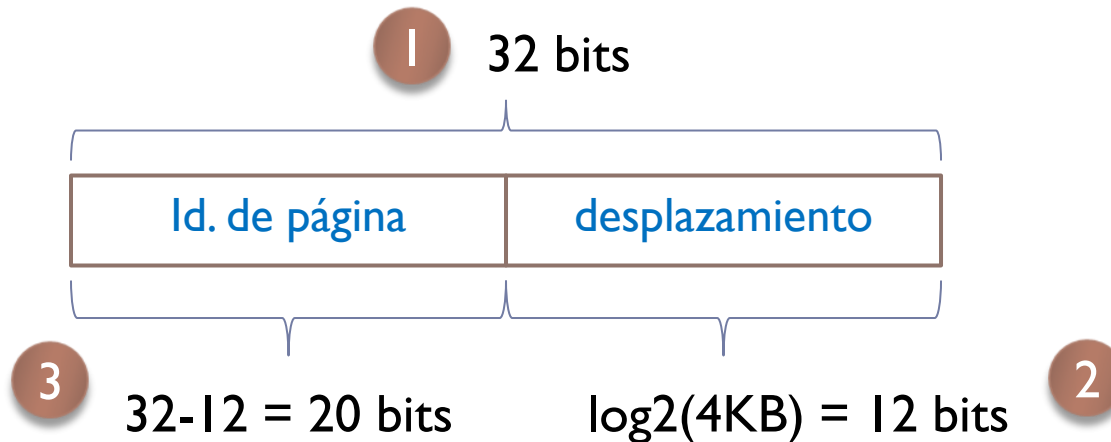 1 32 bits
Id. de página desplazamiento
3 32-12 = 20 bits log2(4KB) = 12 bits 2